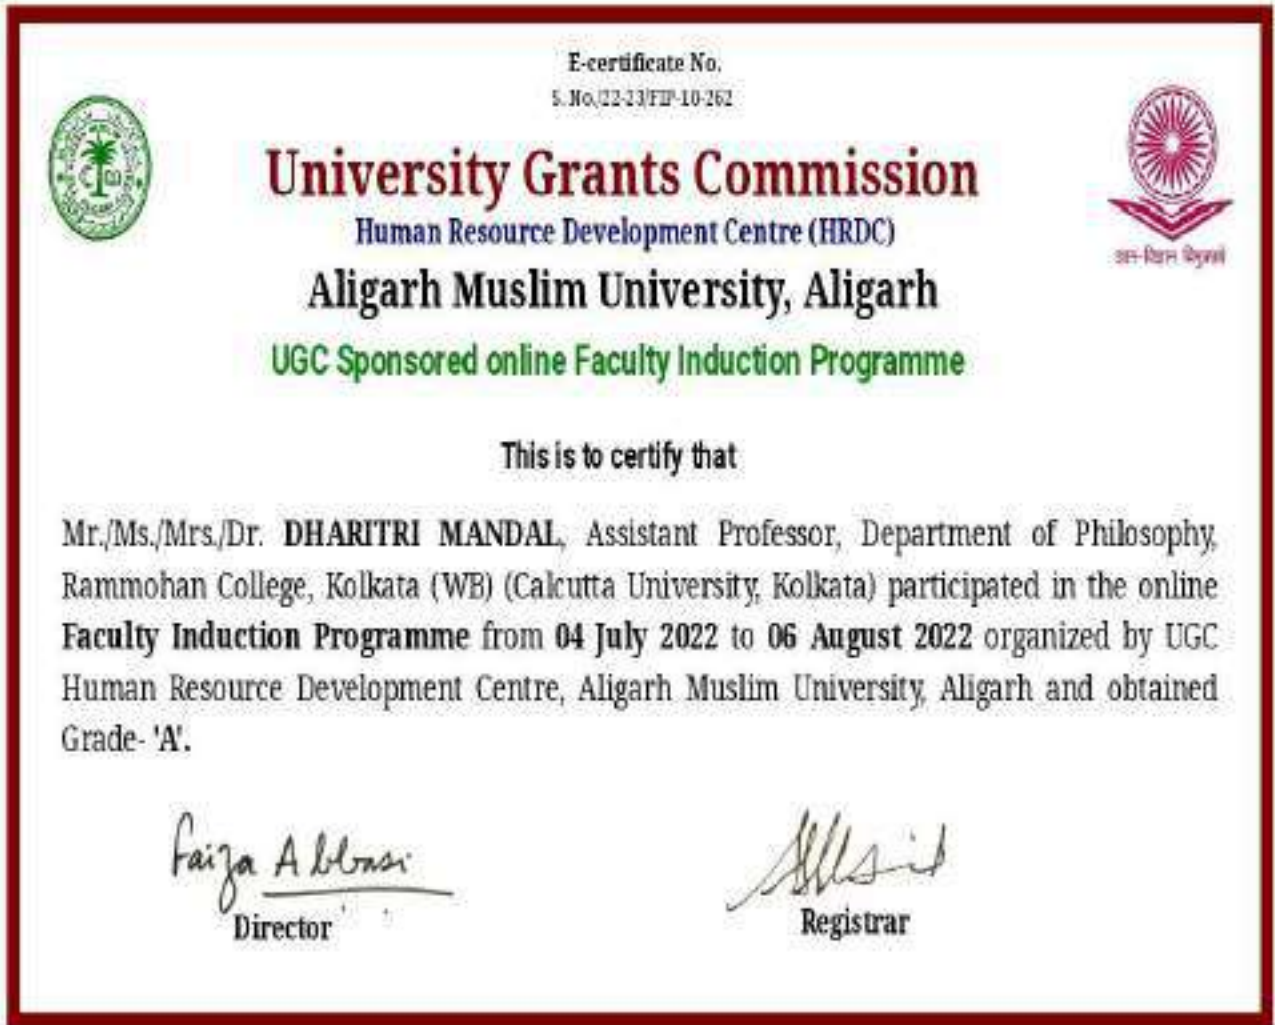 E-certificate No.
S. No./22-23/FIP-10-262
University Grants Commission
Human Resource Development Centre (HRDC)
Aligarh Muslim University, Aligarh
UGC Sponsored online Faculty Induction Programme
ज्ञान-विज्ञान विमुक्तये
This is to certify that
Mr./Ms./Mrs./Dr. DHARITRI MANDAL, Assistant Professor, Department of Philosophy,
Rammohan College, Kolkata (WB) (Calcutta University, Kolkata) participated in the online
Faculty Induction Programme from 04 July 2022 to 06 August 2022 organized by UGC
Human Resource Development Centre, Aligarh Muslim University, Aligarh and obtained
Grade- 'A'.
Faiza Abbasi
Director
Registrar